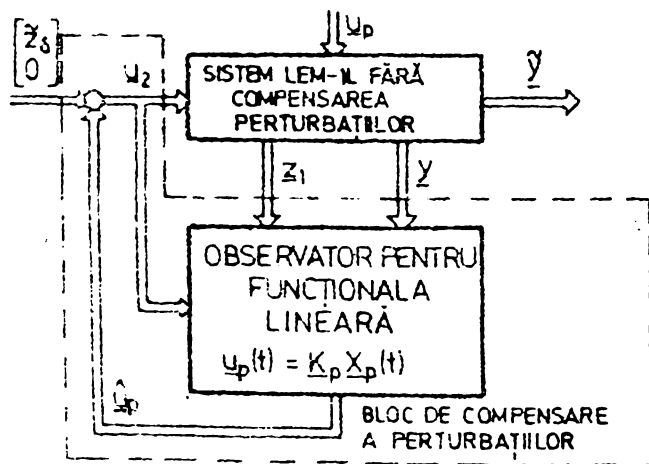 [z̃s
0]
u2
up
SISTEM LEM-IL FĂRĂ
COMPENSAREA
PERTURBAȚIILOR
ỹ
z1
y
OBSERVATOR PENTRU
FUNCȚIONALA
LINEARĂ
up(t) = Kp Xp(t)
ûp
BLOC DE COMPENSARE
A PERTURBAȚIILOR